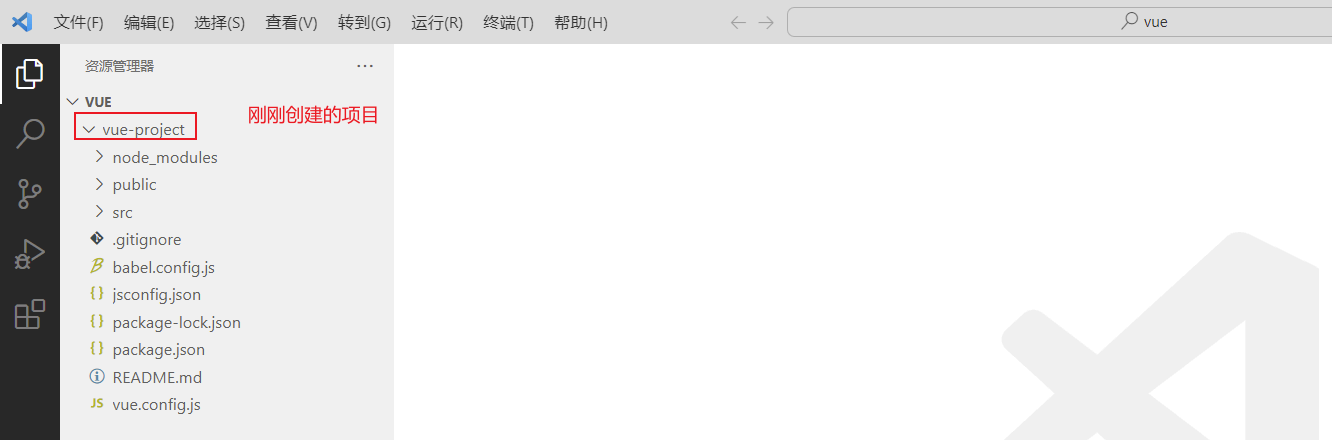 文件(F) 编辑(E) 选择(S) 查看(V) 转到(G) 运行(R) 终端(T) 帮助(H) vue
资源管理器
VUE
刚刚创建的项目
vue-project
node_modules
public
src
.gitignore
babel.config.js
jsconfig.json
package-lock.json
package.json
README.md
JS vue.config.js